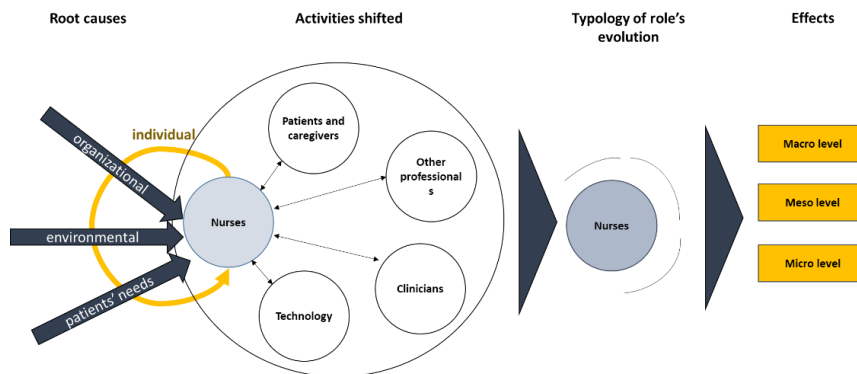 Root causes
Activities shifted
Typology of role's
evolution
Effects
organizational
individual
environmental
patients' needs
Nurses
Patients and
caregivers
Other
professional
s
Clinicians
Technology
Nurses
Macro level
Meso level
Micro level